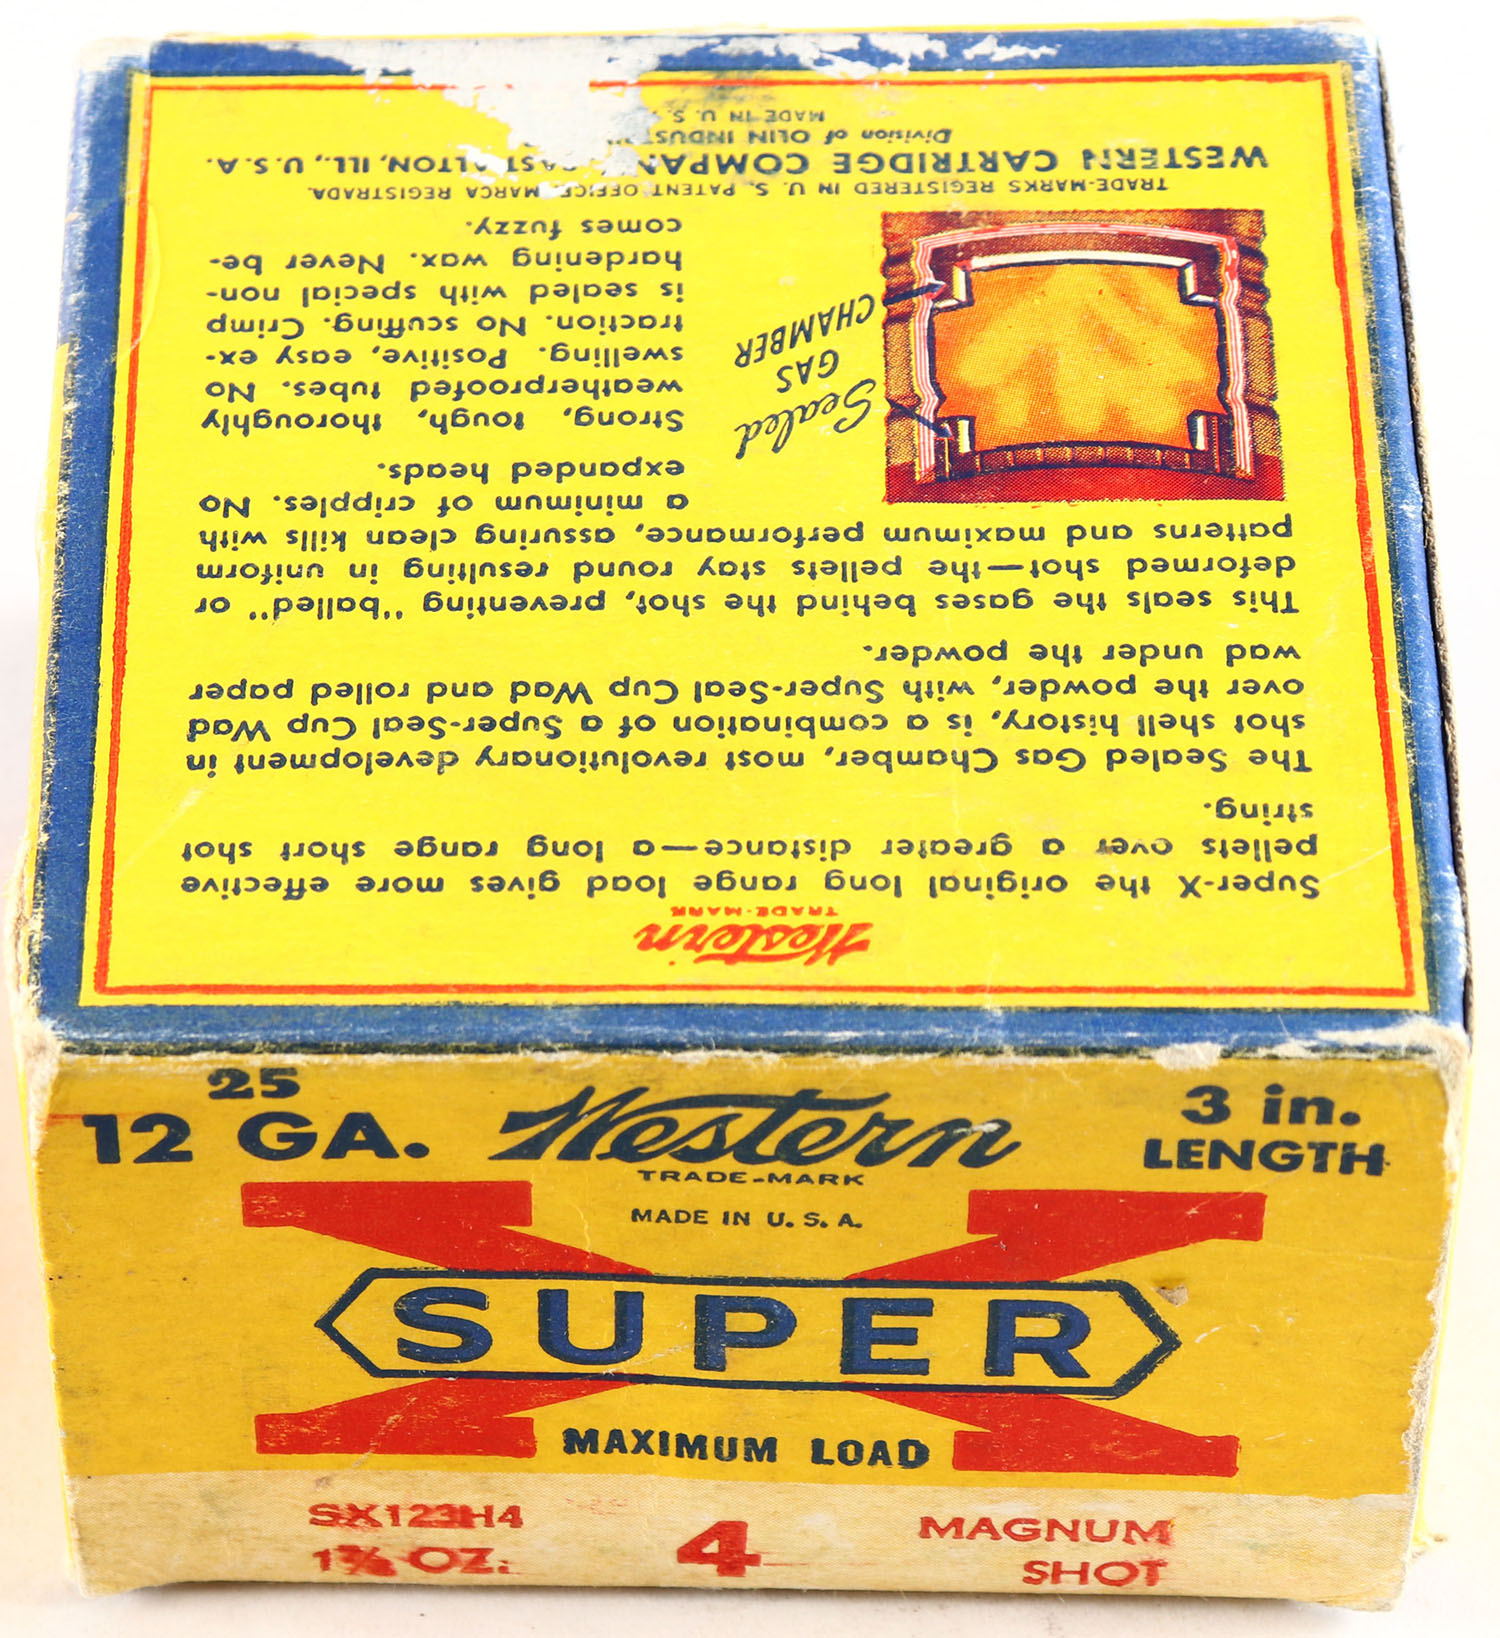 Western
TRADE-MARK
Super-X the original long range load gives more effective
pellets over a greater distance—a long range short shot
string.
The Sealed Gas Chamber, most revolutionary development in
shot shell history, is a combination of a Super-Seal Cup Wad
over the powder, with Super-Seal Cup Wad and rolled paper
wad under the powder.
This seals the gases behind the shot, preventing "balled" or
deformed shot—the pellets stay round resulting in uniform
patterns and maximum performance, assuring clean kills with
a minimum of cripples. No
expanded heads.
Sealed
GAS
CHAMBER
Strong, tough, thoroughly
weatherproofed tubes. No
swelling. Positive, easy ex-
traction. No scuffing. Crimp
is sealed with special non-
hardening wax. Never be-
comes fuzzy.
TRADE-MARKS REGISTERED IN U. S. PATENT OFFICE, MARCA REGISTRADA.
WESTERN CARTRIDGE COMPAN AST ALTON, ILL., U.S.A.
Division of OLIN INDUST
MADE IN U. S.
25
12 GA.
Western
TRADE-MARK
MADE IN U. S. A.
3 in.
LENGTH
SUPER
X
MAXIMUM LOAD
SX123H4
4
MAGNUM
OZ.
SHOT